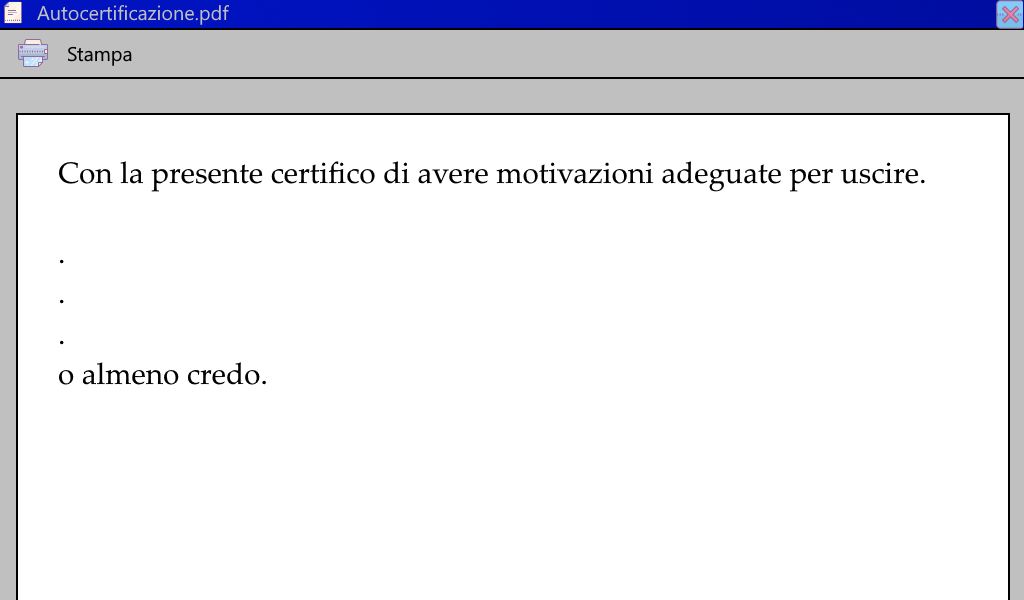 Autocertificazione.pdf
Stampa
Con la presente certifico di avere motivazioni adeguate per uscire.
.
.
.
o almeno credo.